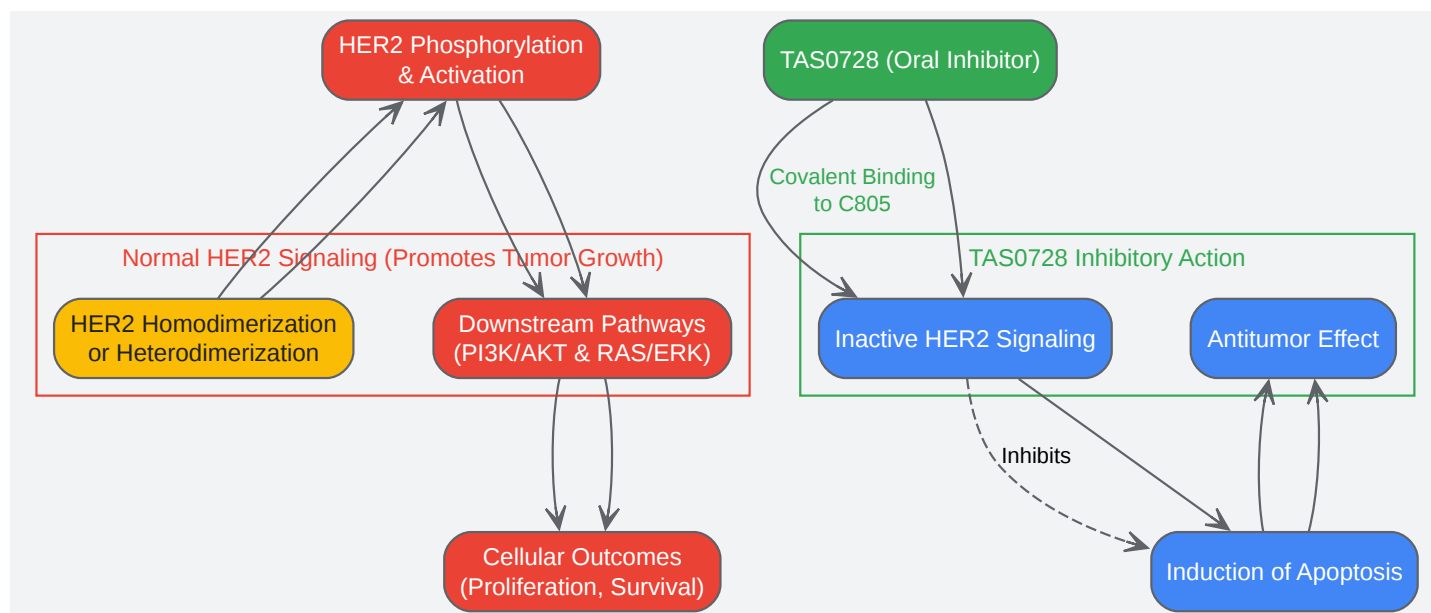 HER2 Phosphorylation
& Activation
TAS0728 (Oral Inhibitor)
Covalent Binding
to C805
Normal HER2 Signaling (Promotes Tumor Growth)
TAS0728 Inhibitory Action
HER2 Homodimerization
or Heterodimerization
Downstream Pathways
(PI3K/AKT & RAS/ERK)
Inactive HER2 Signaling
Antitumor Effect
Inhibits
Cellular Outcomes
(Proliferation, Survival)
Induction of Apoptosis